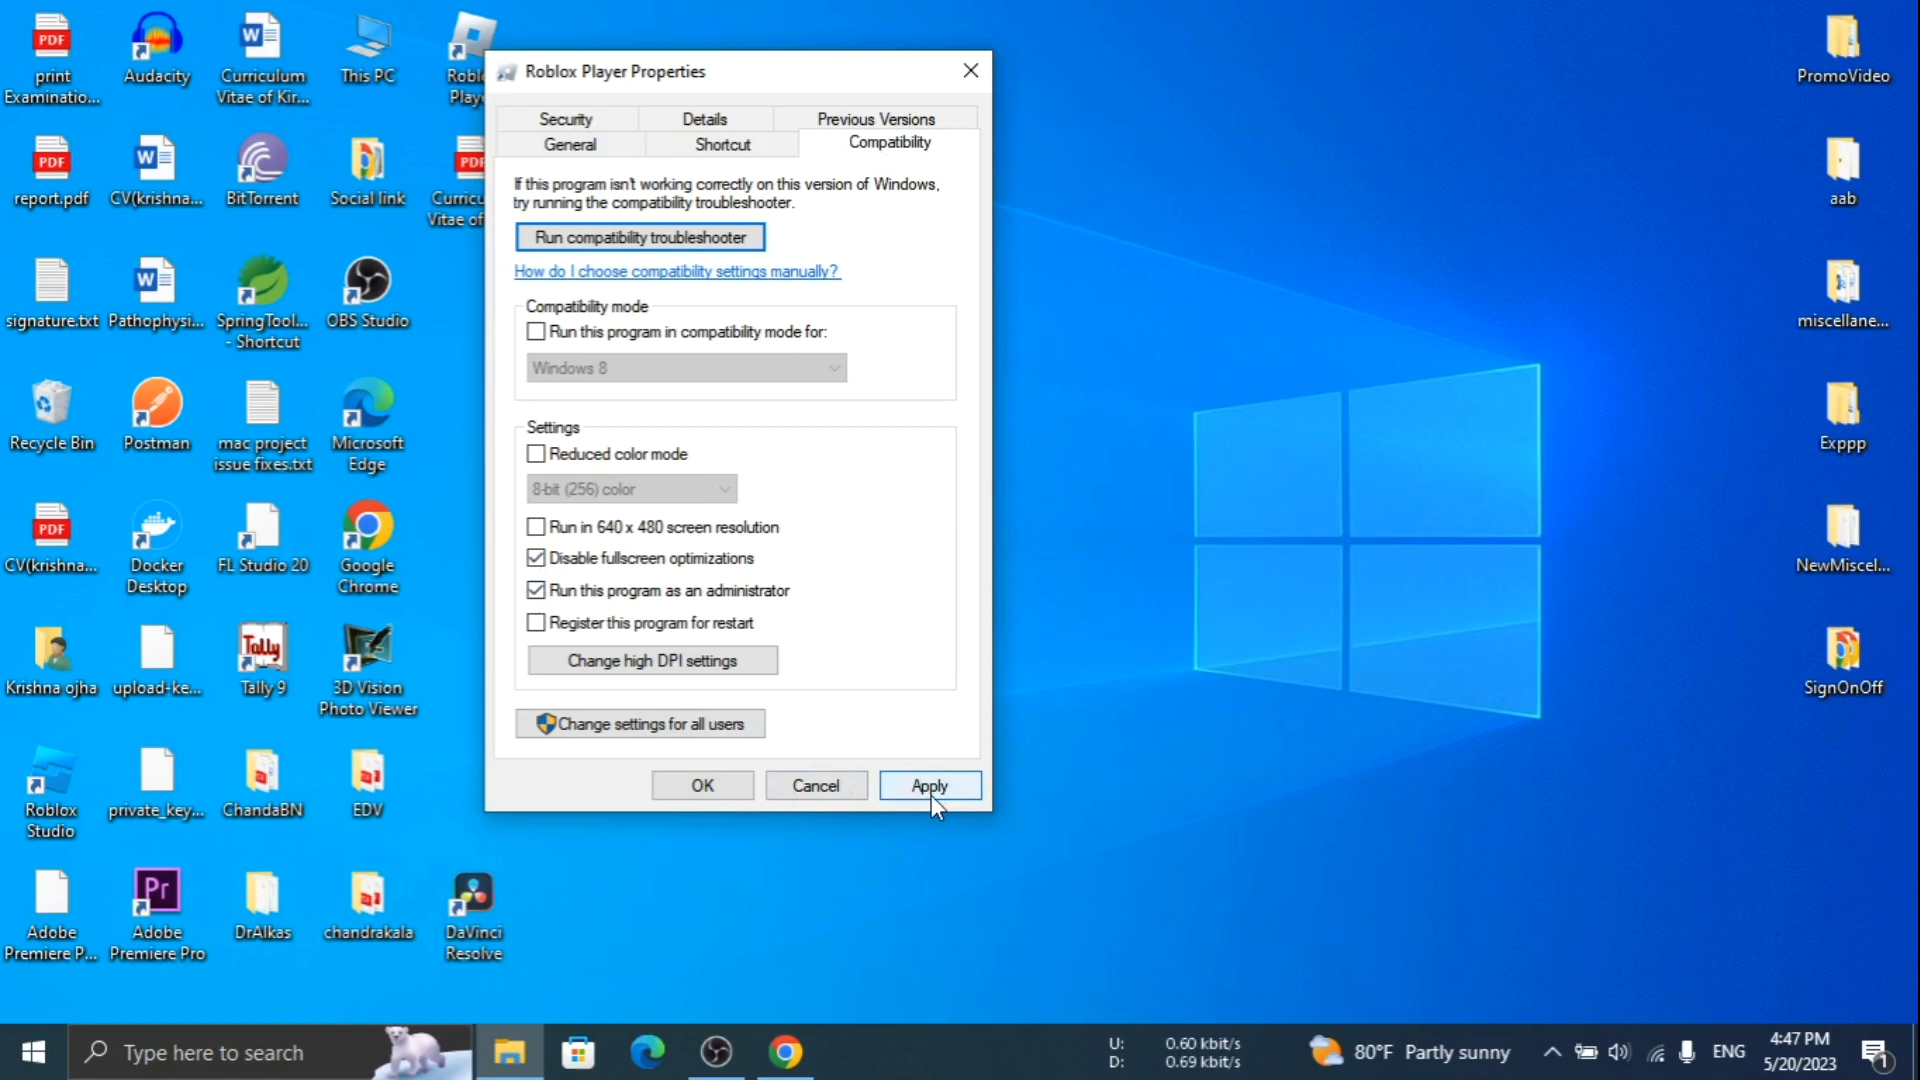 PDF
print
Examinatio...
Audacity
W
Curriculum
Vitae of Kir...
This PC
Roblo
Playe
PDF
report.pdf
W
CV(krishna...
BitTorrent
Social link
PDF
Curricu
Vitae of
signature.txt
W
Pathophysi...
SpringTool...
- Shortcut
OBS Studio
Recycle Bin
Postman
mac project
issue fixes.txt
Microsoft
Edge
PDF
CV(krishna...
Docker
Desktop
FL Studio 20
Google
Chrome
Krishna ojha
upload-ke...
Tally
Tally 9
3D Vision
Photo Viewer
Roblox
Studio
private_key...
ChandaBN
EDV
Adobe
Premiere P...
Pr
Adobe
Premiere Pro
DrAlkas
chandrakala
DaVinci
Resolve
Roblox Player Properties
Security
Details
Previous Versions
General
Shortcut
Compatibility
If this program isn't working correctly on this version of Windows,
try running the compatibility troubleshooter.
Run compatibility troubleshooter
How do I choose compatibility settings manually?
Compatibility mode
Run this program in compatibility mode for:
Windows 8
Settings
Reduced color mode
8-bit (256) color
Run in 640 x 480 screen resolution
Disable fullscreen optimizations
Run this program as an administrator
Register this program for restart
Change high DPI settings
Change settings for all users
OK
Cancel
Apply
PromoVideo
aab
miscellane...
Exppp
NewMiscel...
SignOnOff
Type here to search
U: 0.60 kbit/s
D: 0.69 kbit/s
80°F Partly sunny
ENG
4:47 PM
5/20/2023
1